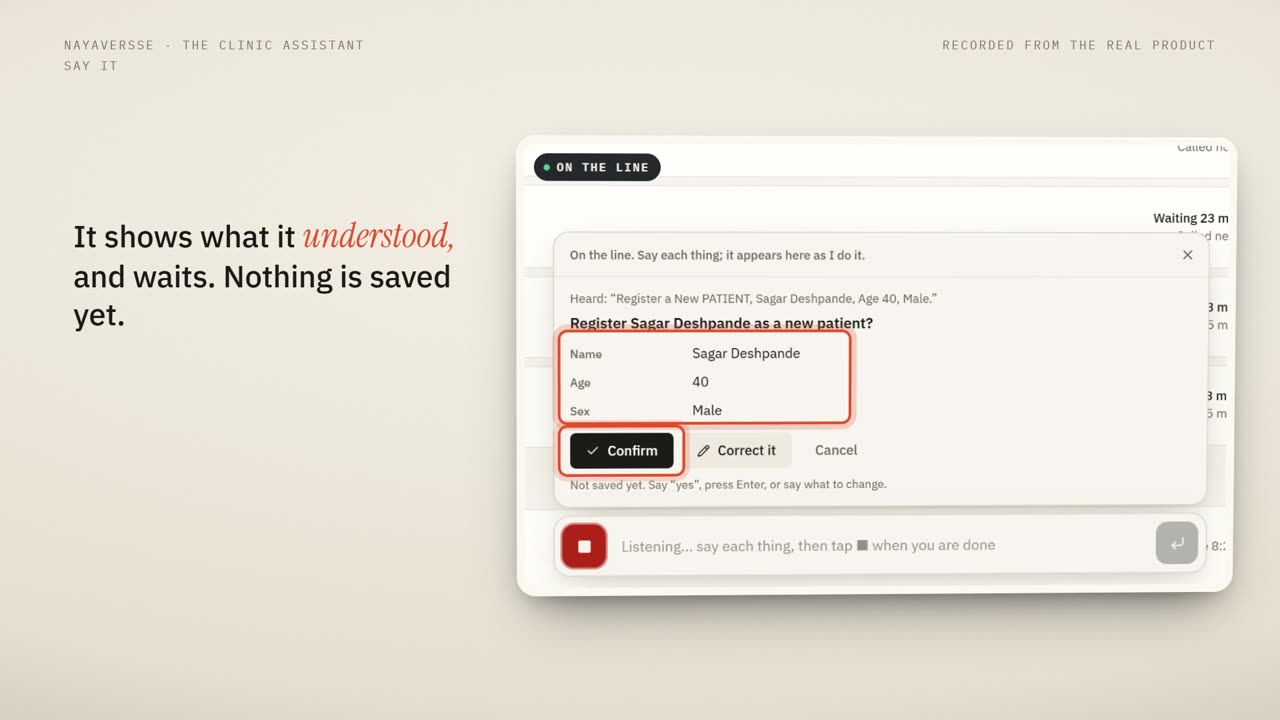 NAYAVERSSE · THE CLINIC ASSISTANT
SAY IT
RECORDED FROM THE REAL PRODUCT
It shows what it understood,
and waits. Nothing is saved
yet.
ON THE LINE
Called
Waiting 23 m
On the line. Say each thing; it appears here as I do it.
Heard: “Register a New PATIENT, Sagar Deshpande, Age 40, Male.”
Register Sagar Deshpande as a new patient?
Name Sagar Deshpande
Age 40
Sex Male
Confirm Correct it Cancel
Not saved yet. Say “yes”, press Enter, or say what to change.
Listening... say each thing, then tap ■ when you are done